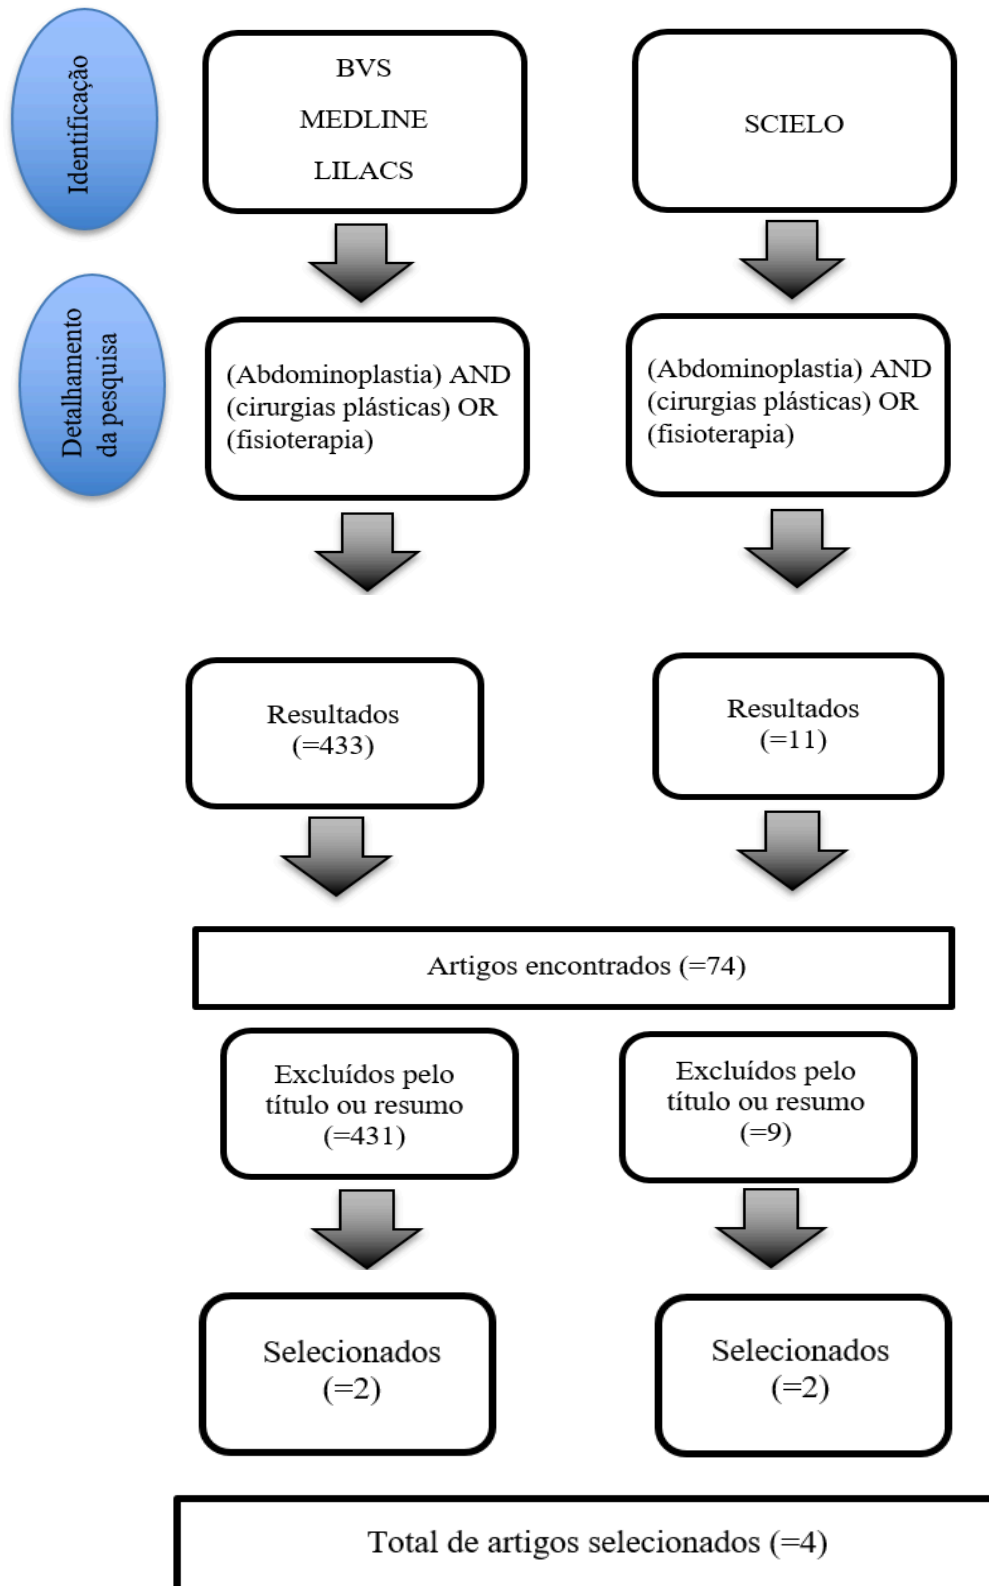 Identificação
BVS
MEDLINE
LILACS
SCIELO
Detalhamento
da pesquisa
(Abdominoplastia) AND
(cirurgias plásticas) OR
(fisioterapia)
(Abdominoplastia) AND
(cirurgias plásticas) OR
(fisioterapia)
Resultados
(=433)
Resultados
(=11)
Artigos encontrados (=74)
Excluídos pelo
título ou resumo
(=431)
Excluídos pelo
título ou resumo
(=9)
Selecionados
(=2)
Selecionados
(=2)
Total de artigos selecionados (=4)